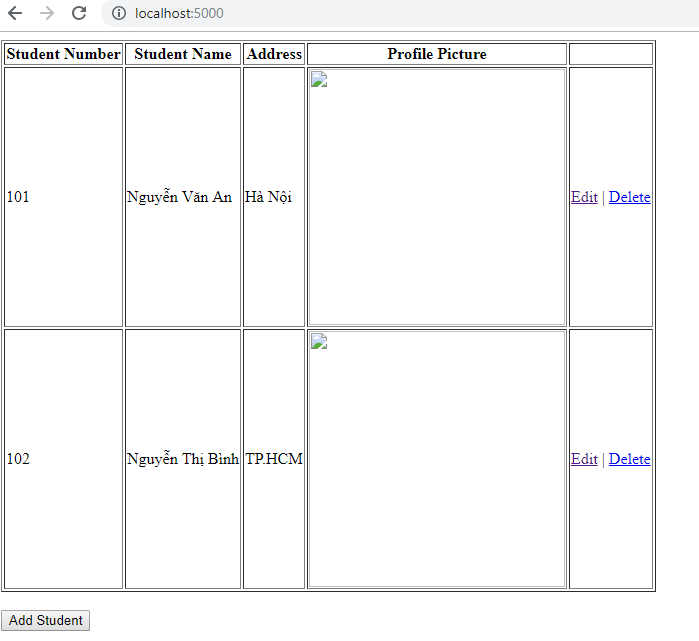 localhost:5000
Student Number Student Name Address Profile Picture
101 Nguyễn Văn An Hà Nội Edit | Delete
102 Nguyễn Thị Bình TP.HCM Edit | Delete
Add Student